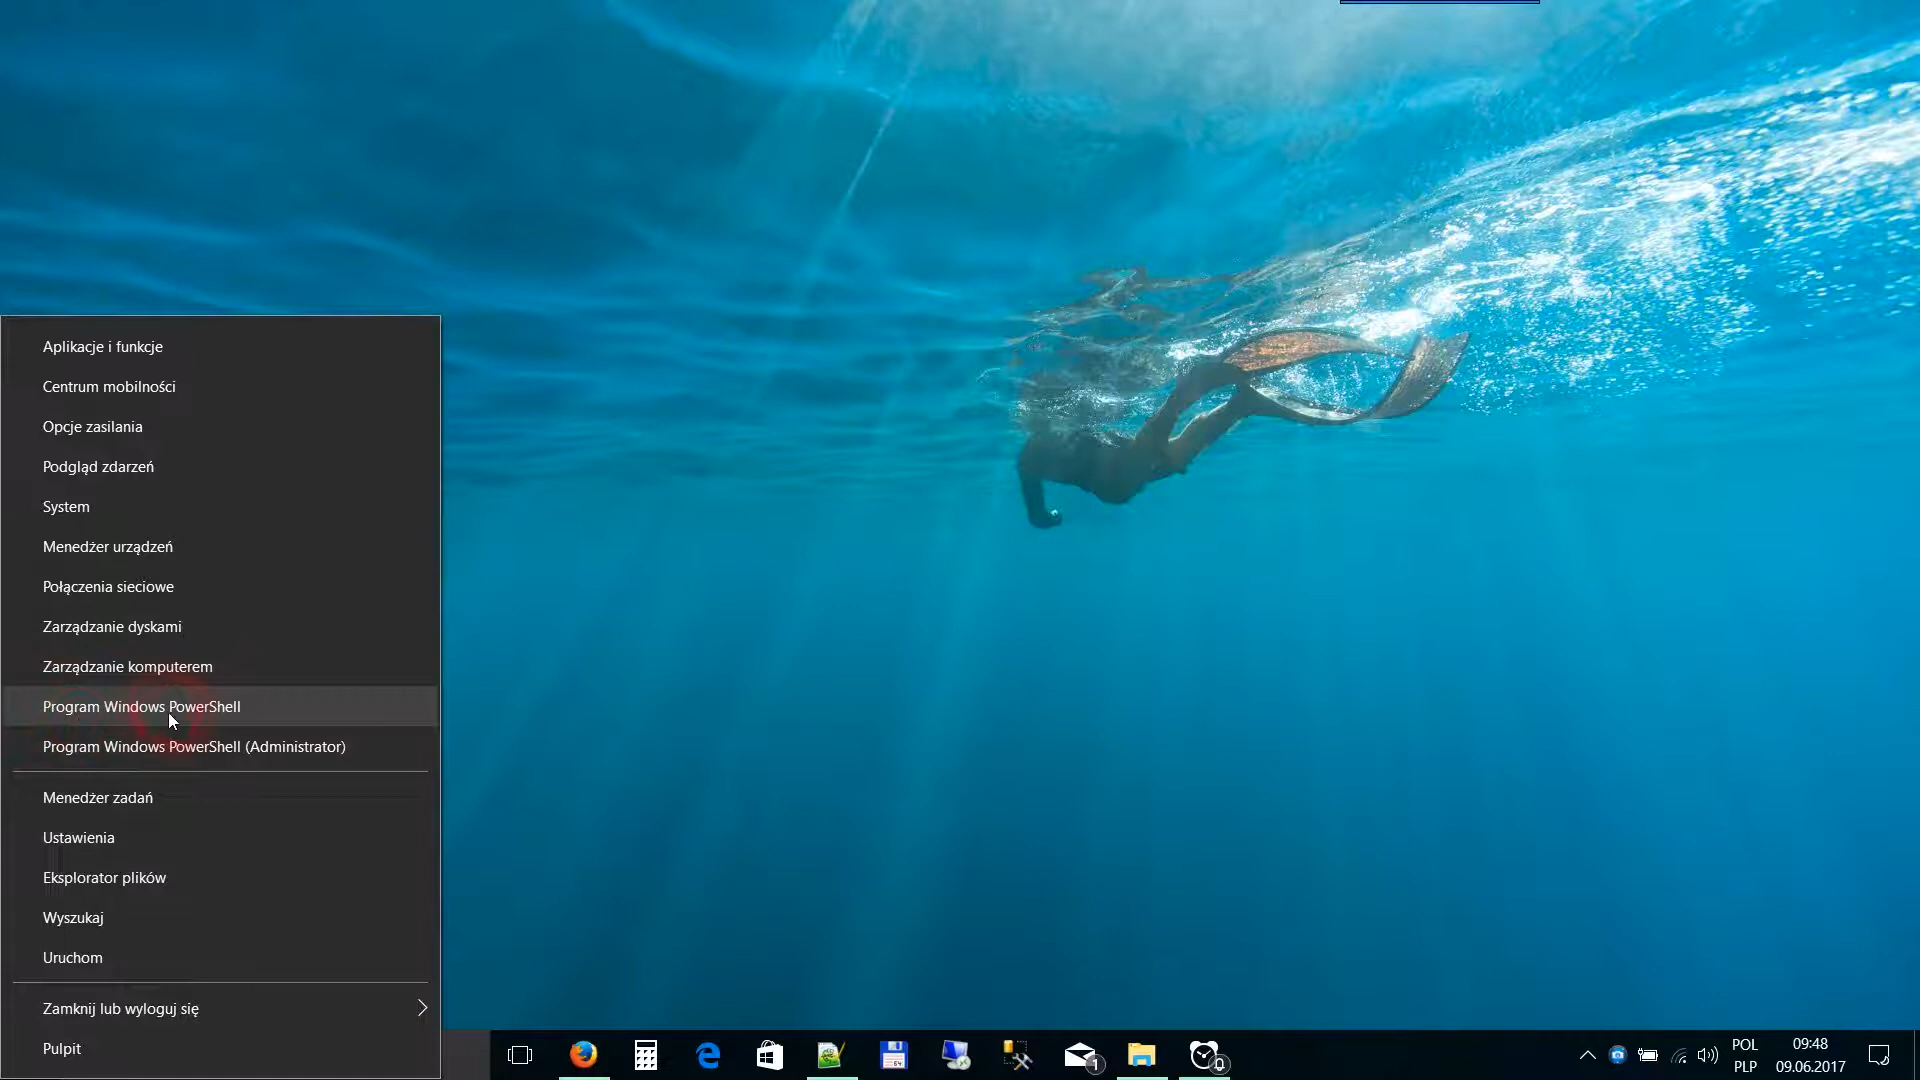 Aplikacje i funkcje
Centrum mobilności
Opcje zasilania
Podgląd zdarzeń
System
Menedżer urządzeń
Połączenia sieciowe
Zarządzanie dyskami
Zarządzanie komputerem
Program Windows PowerShell
Program Windows PowerShell (Administrator)
Menedżer zadań
Ustawienia
Eksplorator plików
Wyszukaj
Uruchom
Zamknij lub wyloguj się
Pulpit
64
1
POL
PLP
09:48
09.06.2017